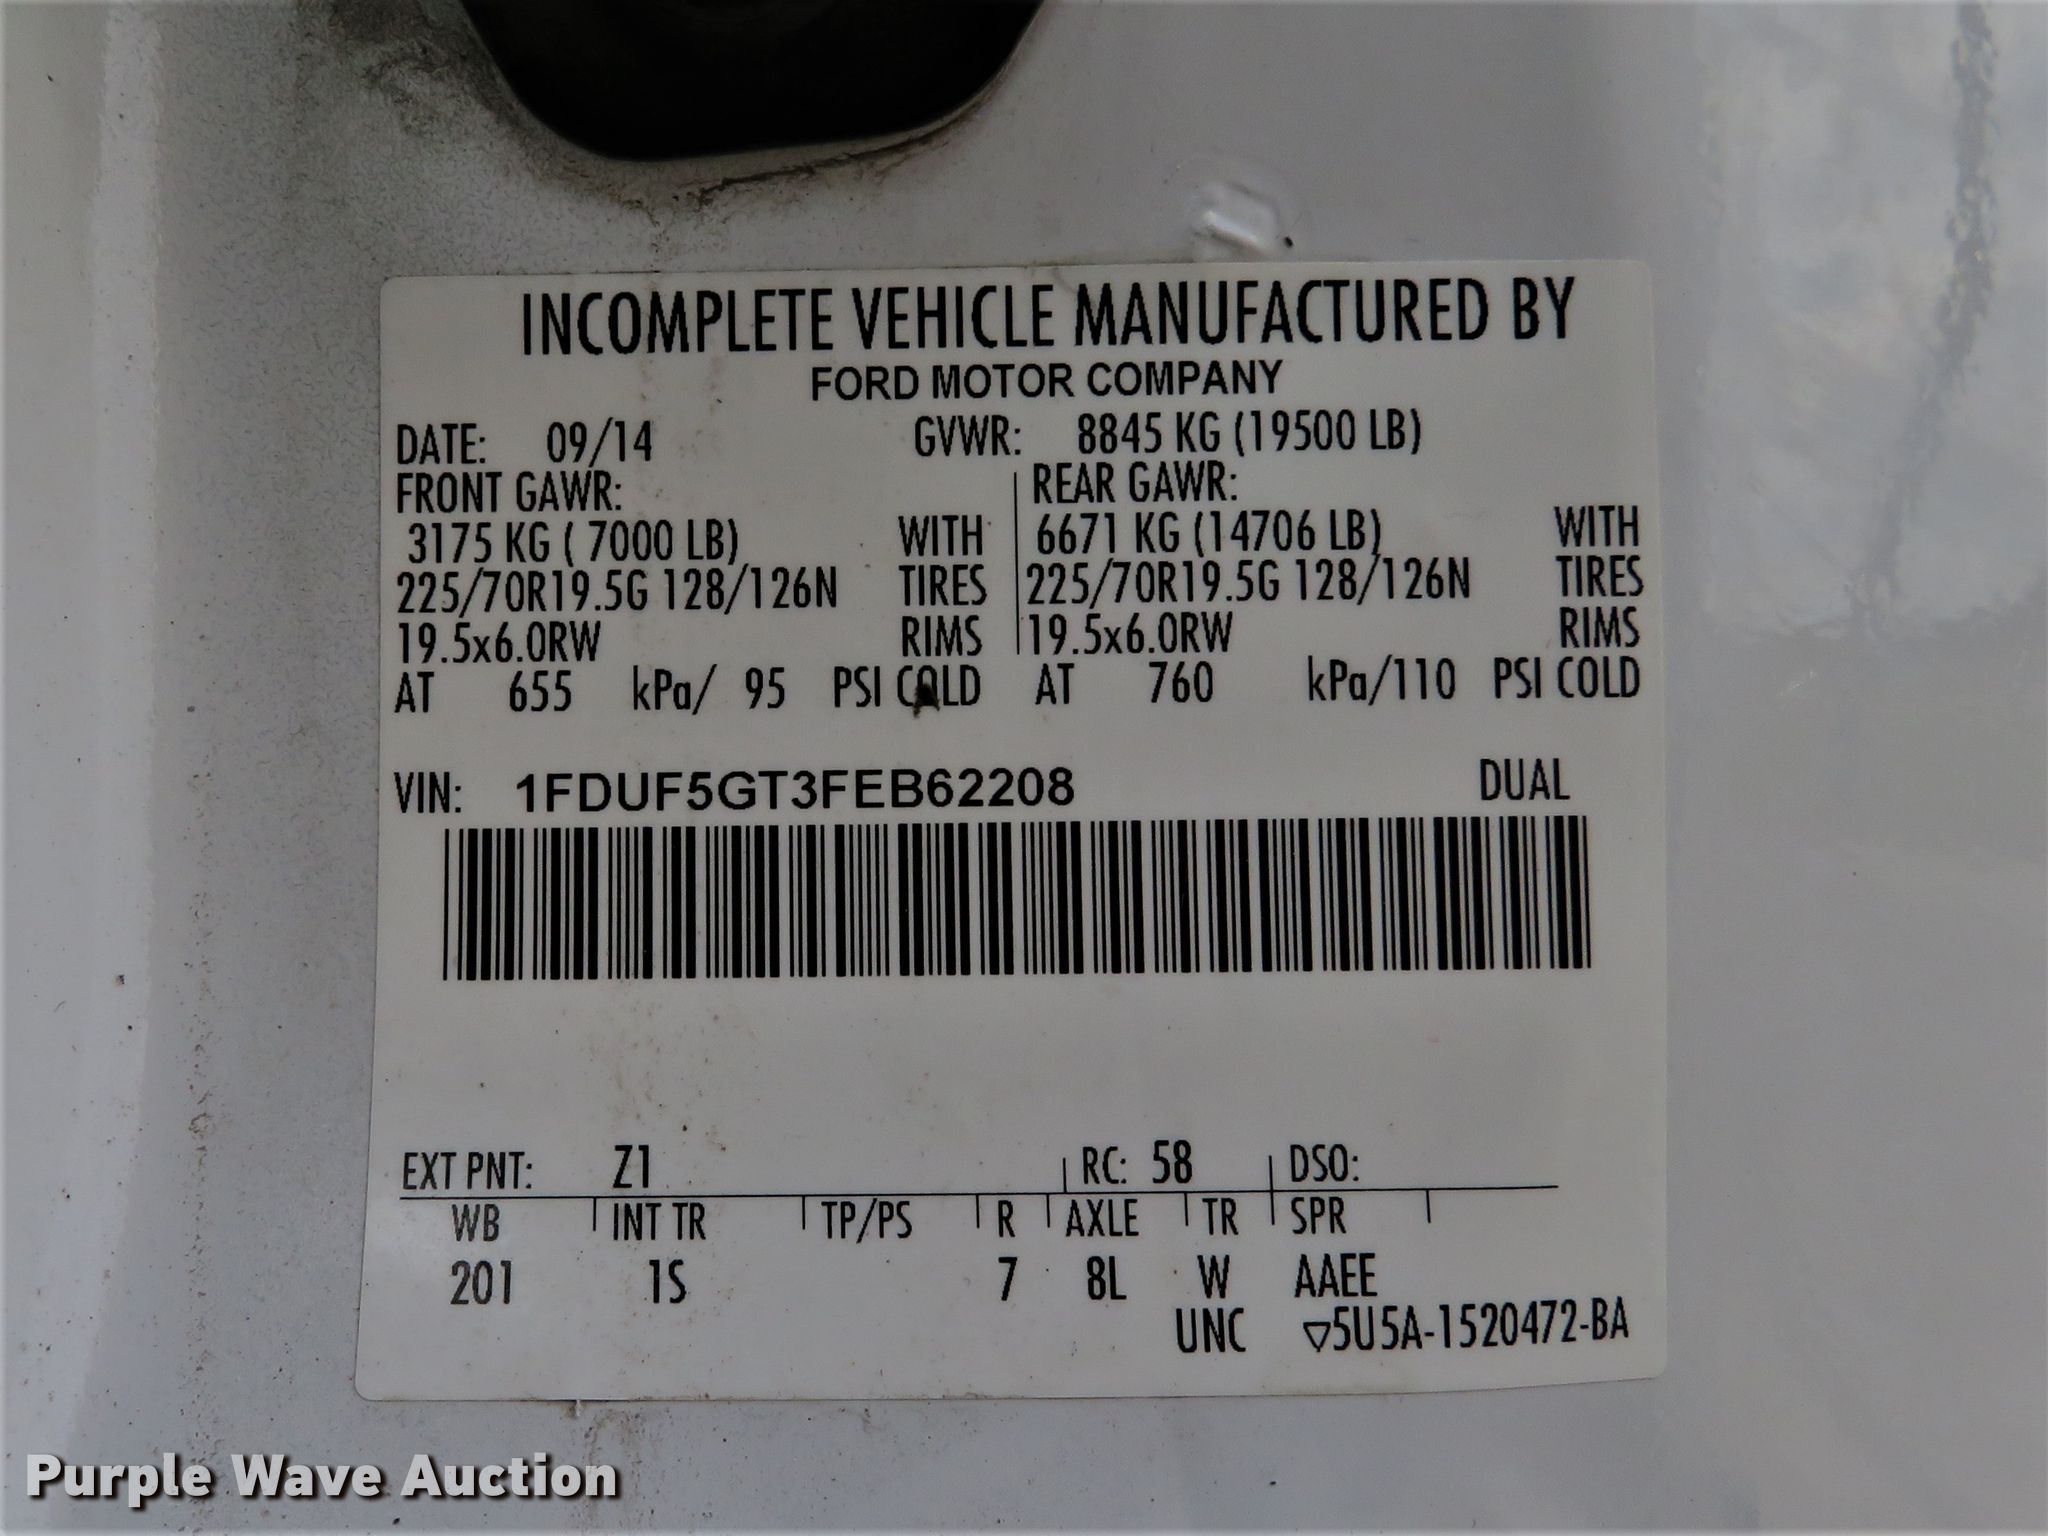 INCOMPLETE VEHICLE MANUFACTURED BY
FORD MOTOR COMPANY
DATE: 09/14 GVWR: 8845 KG (19500 LB)
FRONT GAWR: REAR GAWR:
3175 KG ( 7000 LB) WITH 6671 KG (14706 LB) WITH
225/70R19.5G 128/126N TIRES 225/70R19.5G 128/126N TIRES
19.5x6.0RW RIMS 19.5x6.0RW RIMS
AT 655 kPa/ 95 PSI COLD AT 760 kPa/110 PSI COLD
VIN: 1FDUF5GT3FEB62208 DUAL
EXT PNT: Z1 RC: 58 DSO:
WB INT TR TP/PS R AXLE TR SPR
201 1S 7 8L W AAEE
UNC ▽5U5A-1520472-BA
Purple Wave Auction